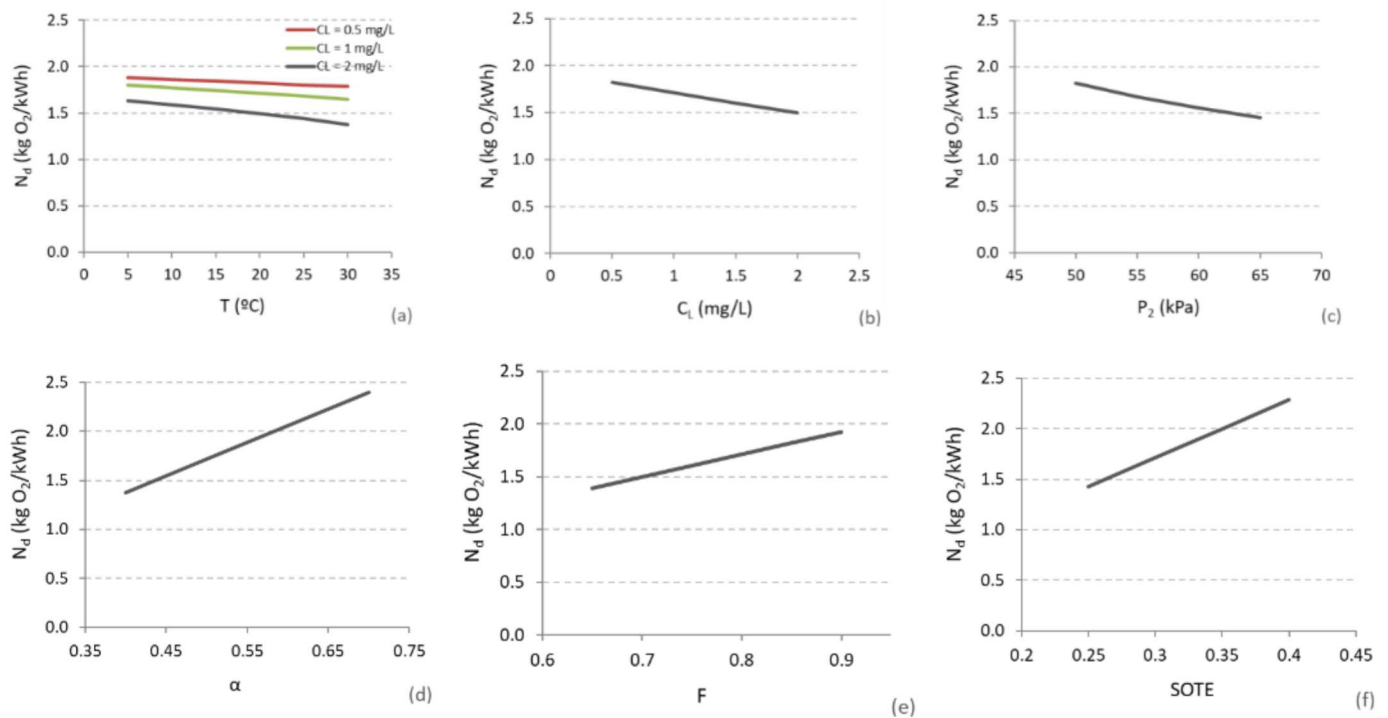 2.5
2.0
1.5
1.0
0.5
0.0
N_d (kg O₂/kWh)
CL = 0.5 mg/L
CL = 1 mg/L
CL = 2 mg/L
0 5 10 15 20 25 30 35
T (ºC)
(a)
2.5
2.0
1.5
1.0
0.5
0.0
N_d (kg O₂/kWh)
0 0.5 1 1.5 2 2.5
C_L (mg/L)
(b)
2.5
2.0
1.5
1.0
0.5
0.0
N_d (kg O₂/kWh)
45 50 55 60 65 70
P₂ (kPa)
(c)
2.5
2.0
1.5
1.0
0.5
0.0
N_d (kg O₂/kWh)
0.35 0.45 0.55 0.65 0.75
α
(d)
2.5
2.0
1.5
1.0
0.5
0.0
N_d (kg O₂/kWh)
0.6 0.7 0.8 0.9
F
(e)
2.5
2.0
1.5
1.0
0.5
0.0
N_d (kg O₂/kWh)
0.2 0.25 0.3 0.35 0.4 0.45
SOTE
(f)